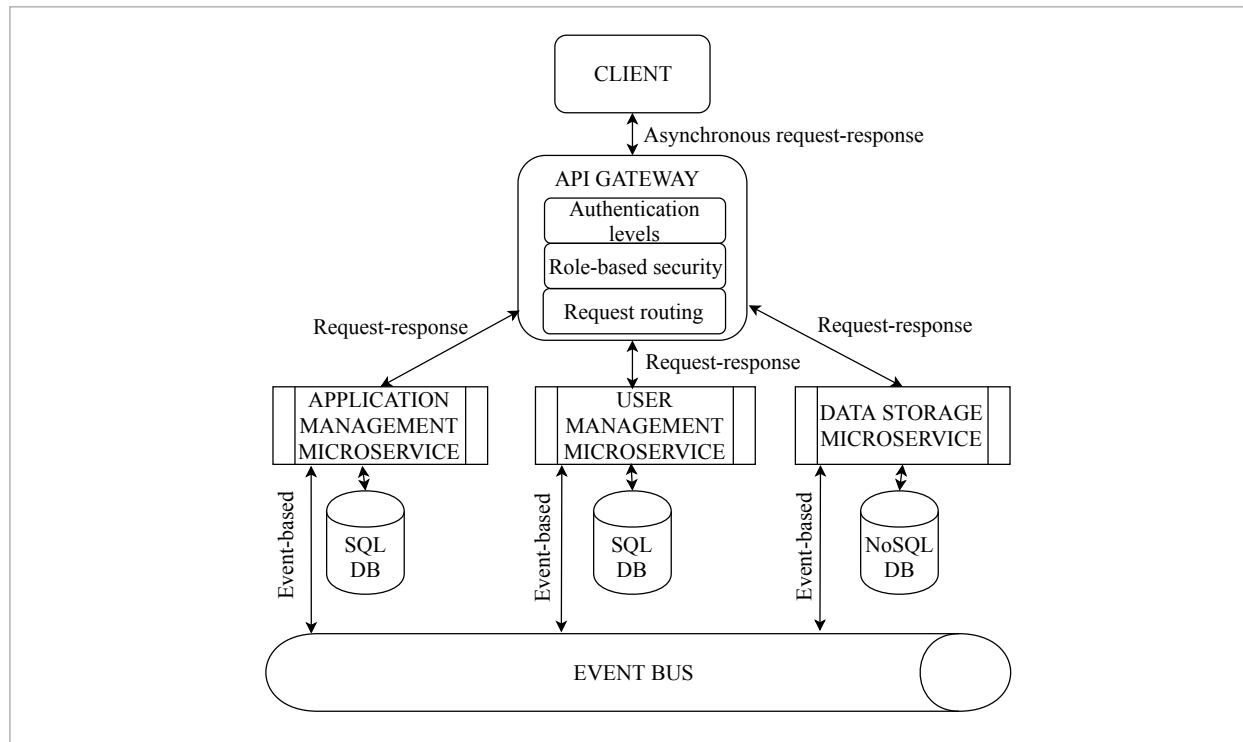 CLIENT
Asynchronous request-response
API GATEWAY
Authentication
levels
Role-based security
Request routing
Request-response
Request-response
Request-response
APPLICATION
MANAGEMENT
MICROSERVICE
USER
MANAGEMENT
MICROSERVICE
DATA STORAGE
MICROSERVICE
Event-based
SQL
DB
Event-based
SQL
DB
Event-based
NoSQL
DB
EVENT BUS